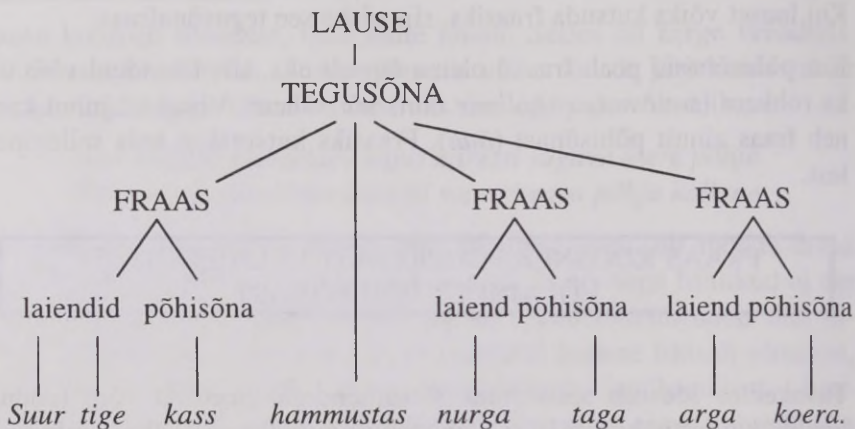 LAUSE
TEGUSÕNA
FRAAS FRAAS FRAAS
laiendid põhisõna laiend põhisõna laiend põhisõna
Suur tige kass hammustas nurga taga arga koera.